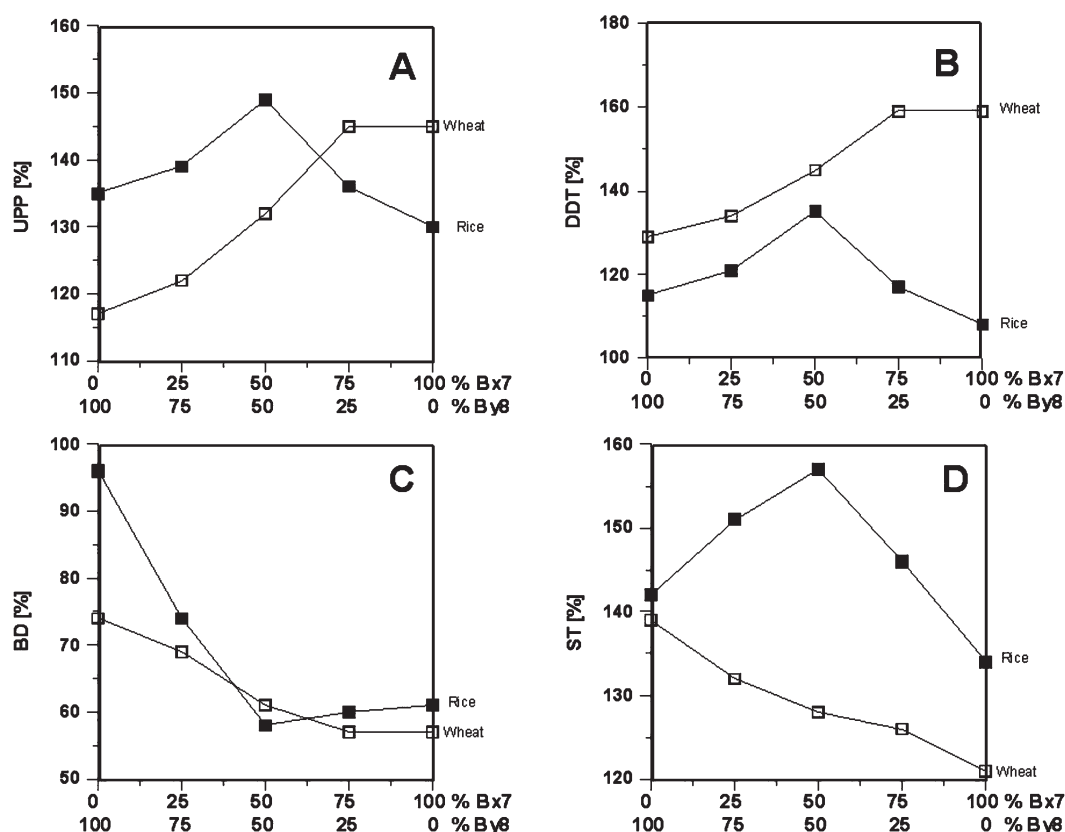 A
UPP [%]
160
150
140
130
120
110
Wheat
Rice
0 25 50 75 100 % Bx7
100 75 50 25 0 % By8
B
DDT [%]
180
160
140
120
100
Wheat
Rice
0 25 50 75 100 % Bx7
100 75 50 25 0 % By8
C
BD [%]
100
90
80
70
60
50
Rice
Wheat
0 25 50 75 100 % Bx7
100 75 50 25 0 % By8
D
ST [%]
160
150
140
130
120
Rice
Wheat
0 25 50 75 100 % Bx7
100 75 50 25 0 % By8